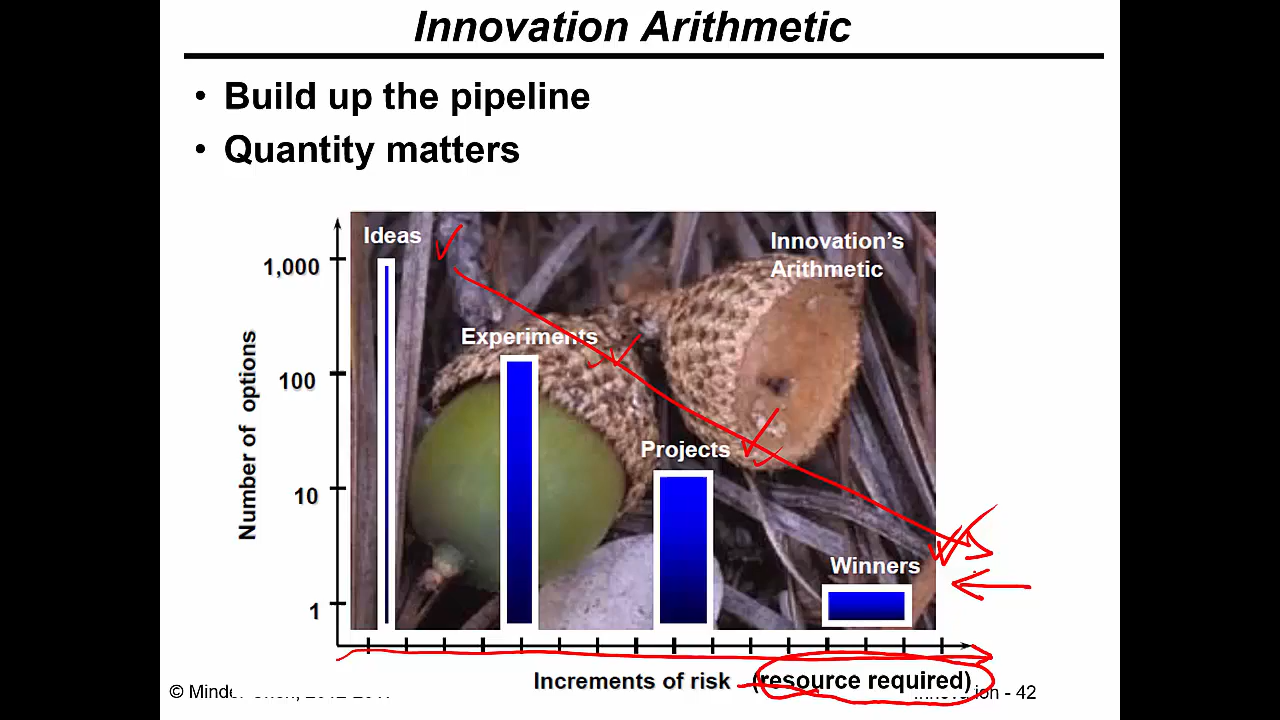 Innovation Arithmetic
• Build up the pipeline
• Quantity matters
Ideas
Innovation's
Arithmetic
1,000
Experiments
100
Projects
10
Winners
1
Number of options
Increments of risk (resource required)
© Minder
42